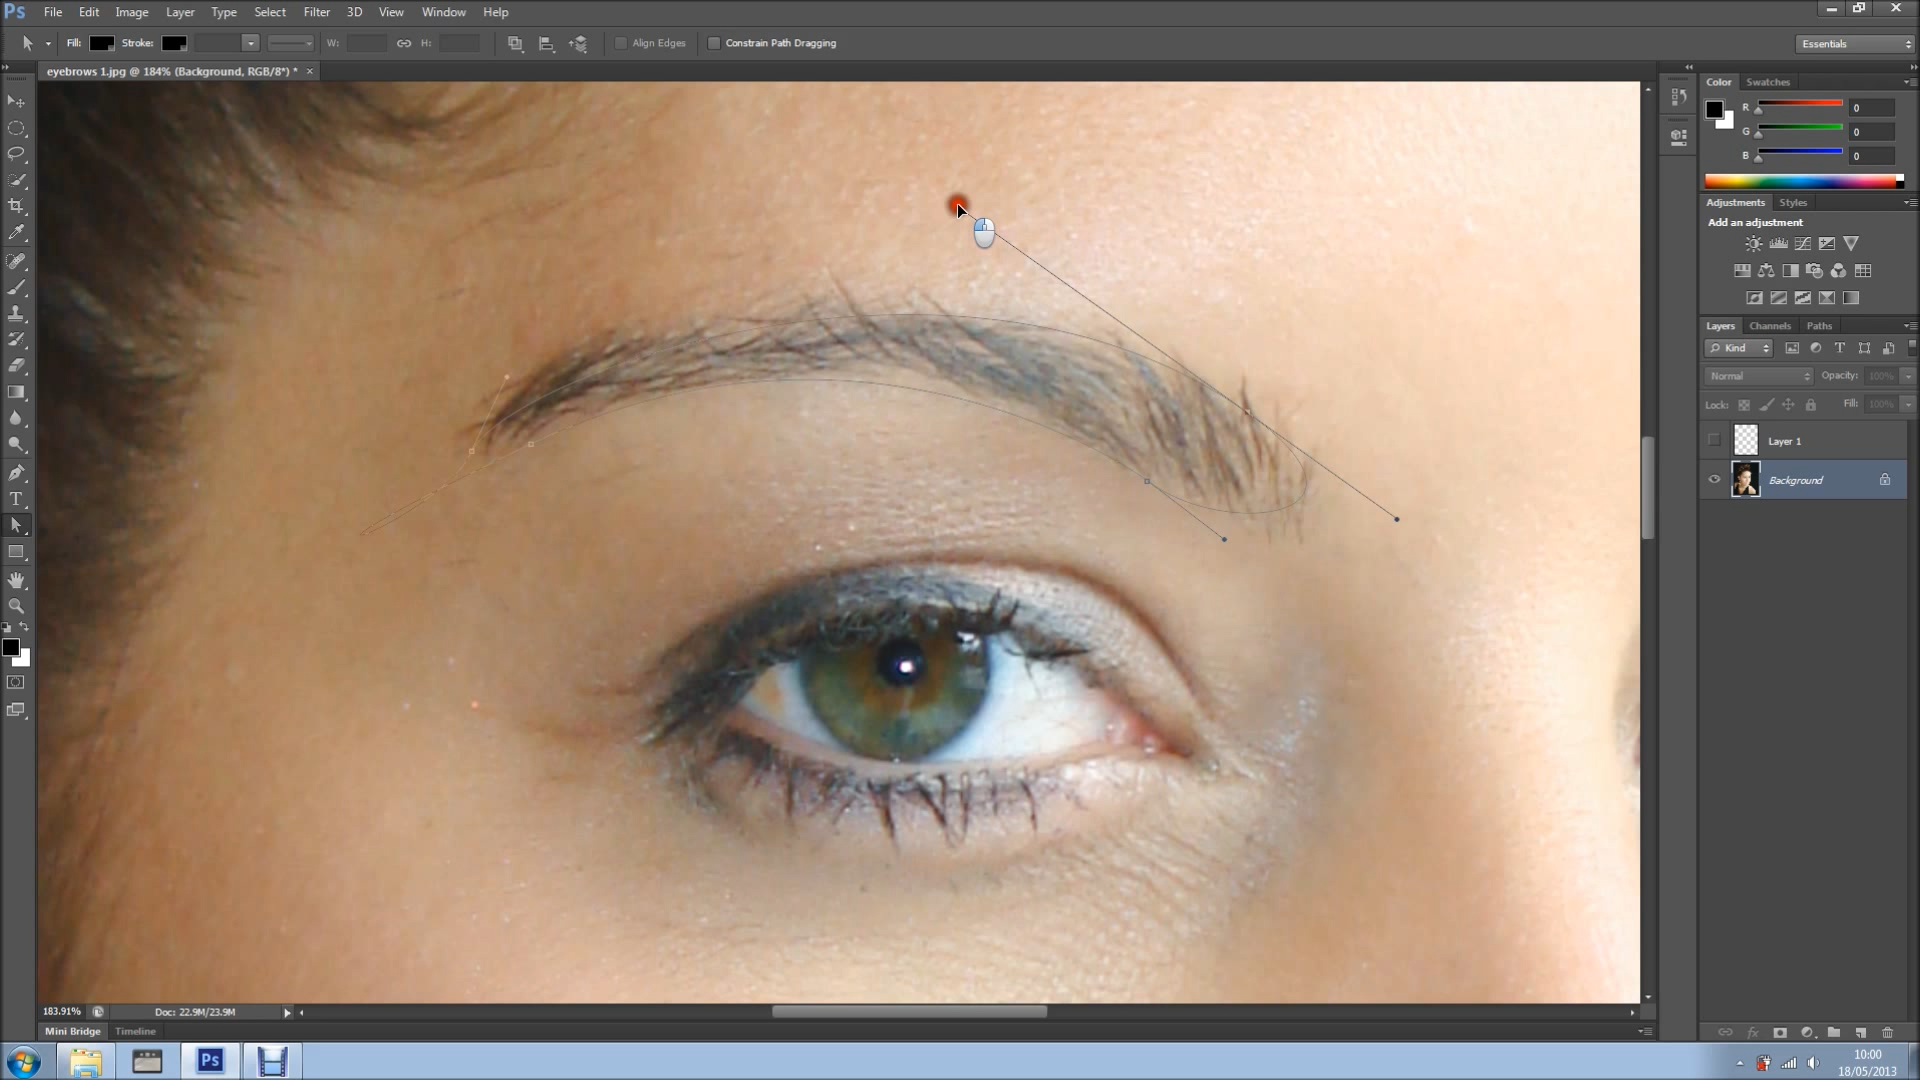 Ps File Edit Image Layer Type Select Filter 3D View Window Help
Fill: Stroke: W: H: Align Edges Constrain Path Dragging Essentials
eyebrows 1.jpg @ 184% (Background, RGB/8*) * ×
Color Swatches
R 0
G 0
B 0
Adjustments Styles
Add an adjustment
Layers Channels Paths
Kind
Normal Opacity: 100%
Lock: Fill: 100%
Layer 1
Background
183.91% Doc: 22.9M/23.9M
Mini Bridge Timeline
Ps
10:00
18/05/2013